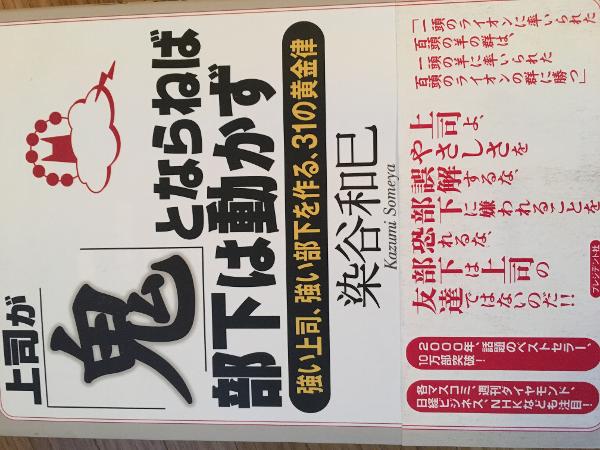 上司が
鬼
とならねば
部下は動かず
強い上司、強い部下を作る、31の黄金律
染谷和巳
Kazumi Someya
「一頭のライオンに率いられた
百頭の羊の群は、
一頭の羊に率いられた
百頭のライオンの群に勝つ」
上司よ、
やさしさを
誤解するな、
部下に嫌われることを
恐れるな、
部下は上司の
友達ではないのだ!!
プレジデント社
2000年、話題のベストセラー、
10万部突破!
各マスコミ、週刊ダイヤモンド、
日経ビジネス、NHKなども注目!